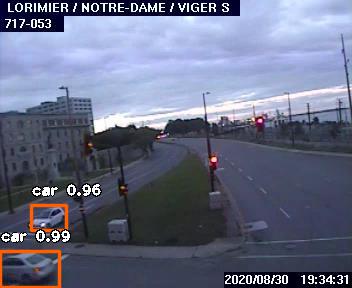 LORIMIER / NOTRE-DAME / VIGER S
717-053
car 0.96
car 0.99
2020/08/30 19:34:31